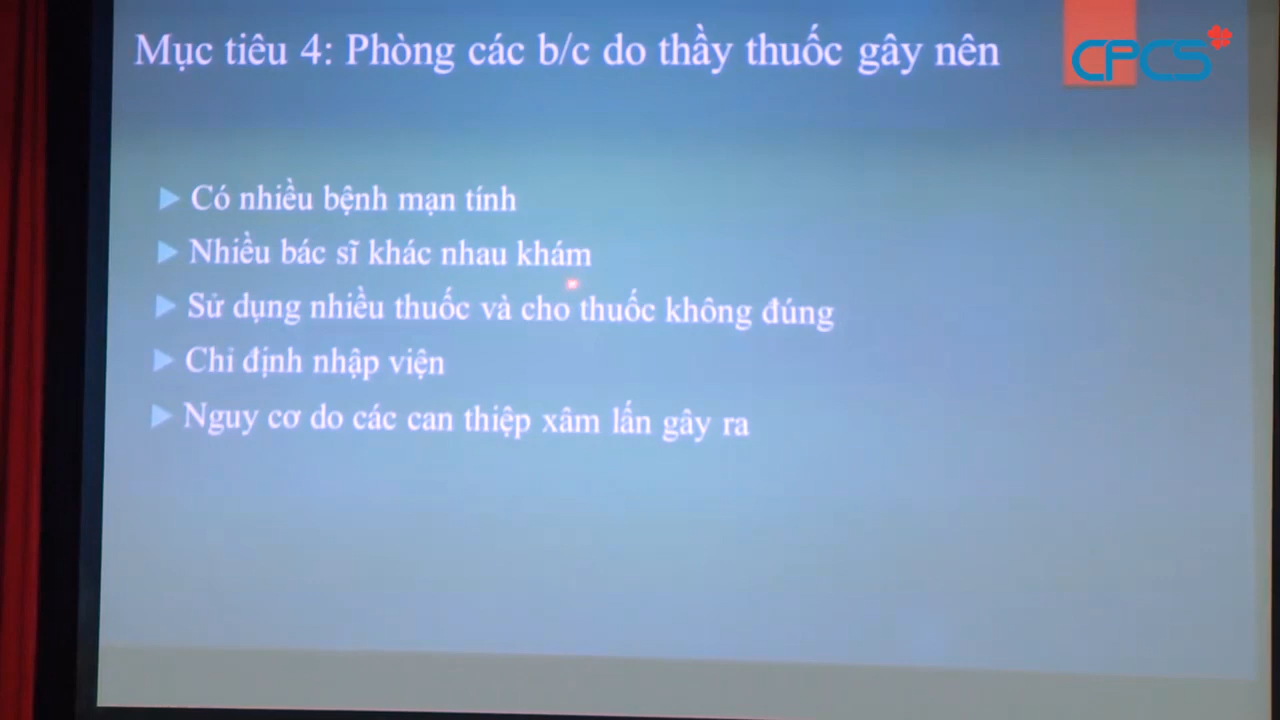 Mục tiêu 4: Phòng các b/c do thầy thuốc gây nên
CPCS
Có nhiều bệnh mạn tính
Nhiều bác sĩ khác nhau khám
Sử dụng nhiều thuốc và cho thuốc không đúng
Chỉ định nhập viện
Nguy cơ do các can thiệp xâm lấn gây ra